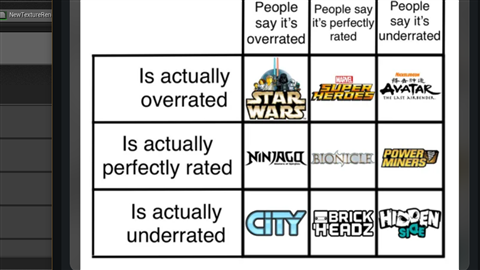 NewTextureRen
People
say it's
overrated
People say
it's perfectly
rated
People
say it's
underrated
Is actually
overrated
STAR
WARS
MARVEL
SUPER
HEROES
NICKELODEON
AVATAR
THE LAST AIRBENDER
Is actually
perfectly rated
NINJAGO
BIONICLE
POWER
MINERS
Is actually
underrated
CITY
BRICK
HEADZ
HIDDEN
SIDE